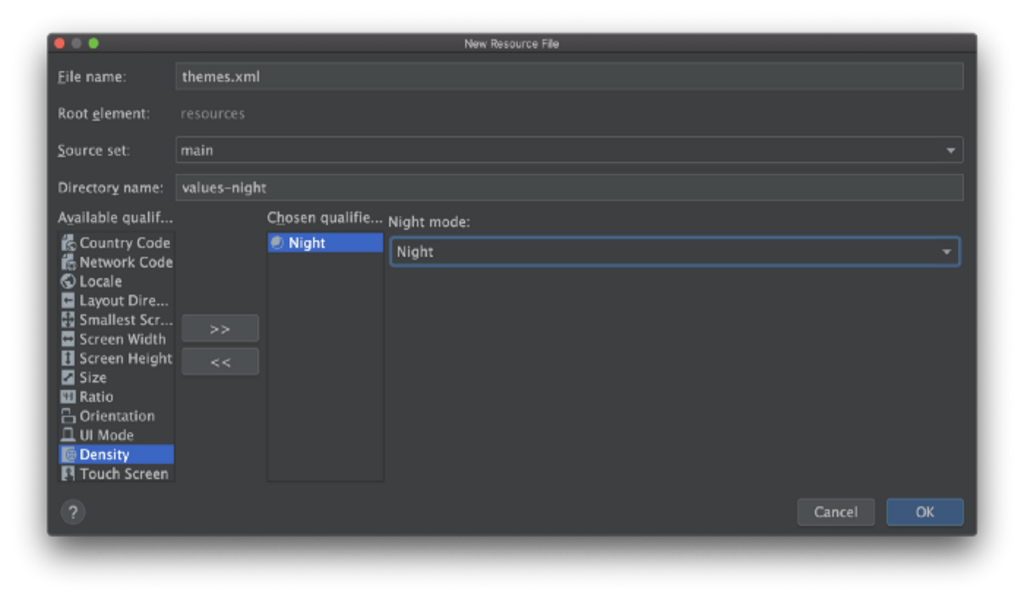 New Resource File
File name: themes.xml
Root element: resources
Source set: main
Directory name: values-night
Available qualif... Chosen qualifie... Night mode:
Country Code Night Night
Network Code
Locale
Layout Dire...
Smallest Scr...
Screen Width >>
Screen Height <<
Size
Ratio
Orientation
UI Mode
Density
Touch Screen
? Cancel OK